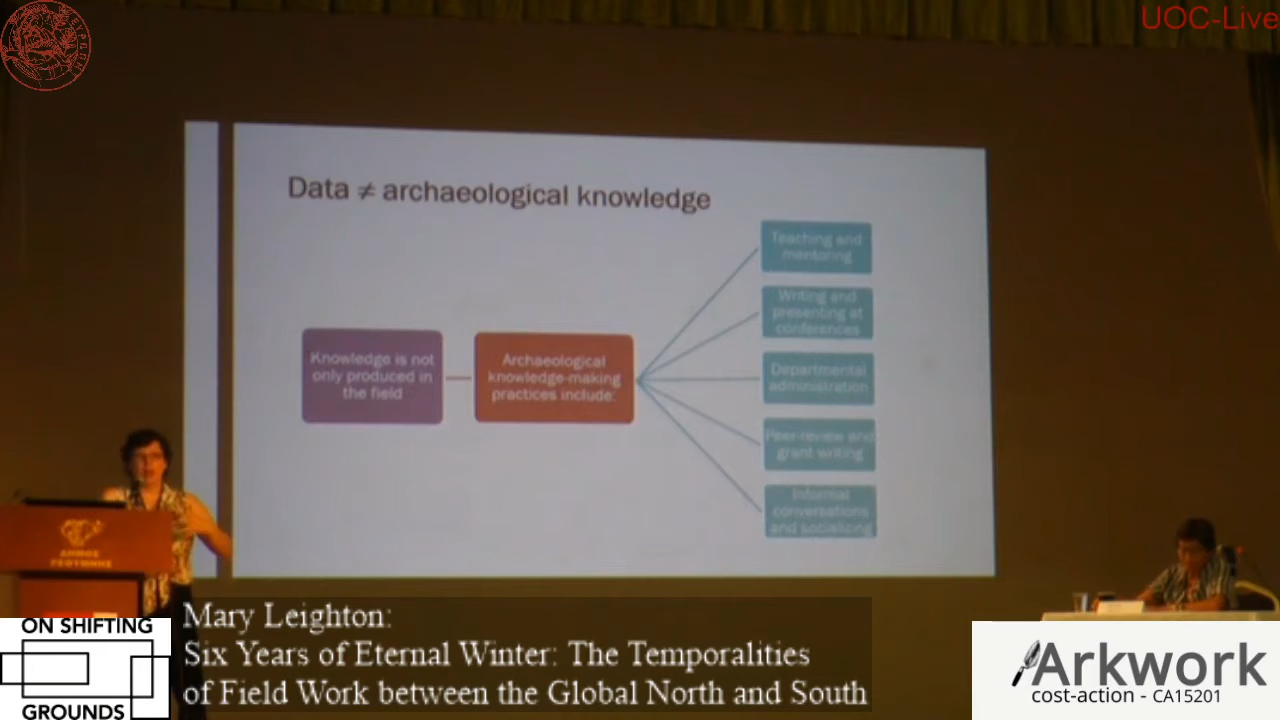 UOC-Live
Data ≠ archaeological knowledge
Knowledge is not
only produced in
the field
Archaeological
knowledge-making
practices include:
Teaching and
mentoring
Writing and
presenting at
conferences
Departmental
administration
Peer-review and
grant writing
Informal
conversations
and socialising
ΔΗΜΟΣ
ΡΕΘΥΜΝΗΣ
ON SHIFTING
GROUNDS
Mary Leighton:
Six Years of Eternal Winter: The Temporalities
of Field Work between the Global North and South
Arkwork
cost-action - CA15201